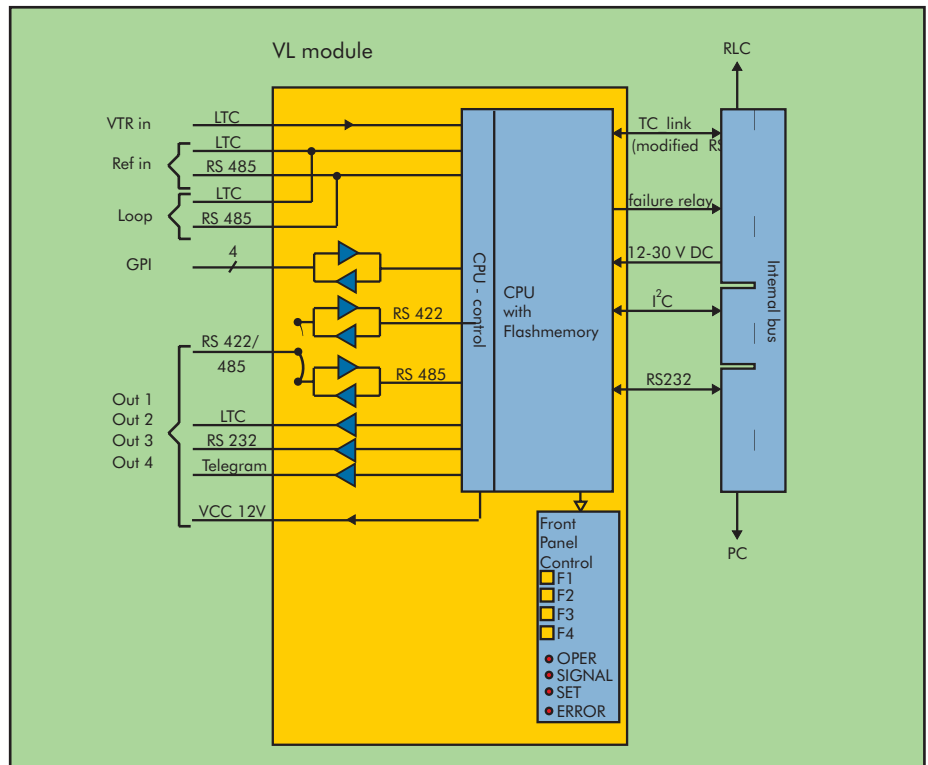 VL module
RLC
VTR in
LTC
Ref in
LTC
RS 485
Loop
LTC
RS 485
GPI
4
RS 422
RS 422/
485
RS 485
Out 1
Out 2
Out 3
Out 4
LTC
RS 232
Telegram
VCC 12V
CPU - control
CPU
with
Flashmemory
TC link
(modified RS
failure relay
12-30 V DC
I²C
RS232
Internal bus
PC
Front
Panel
Control
F1
F2
F3
F4
OPER
SIGNAL
SET
ERROR